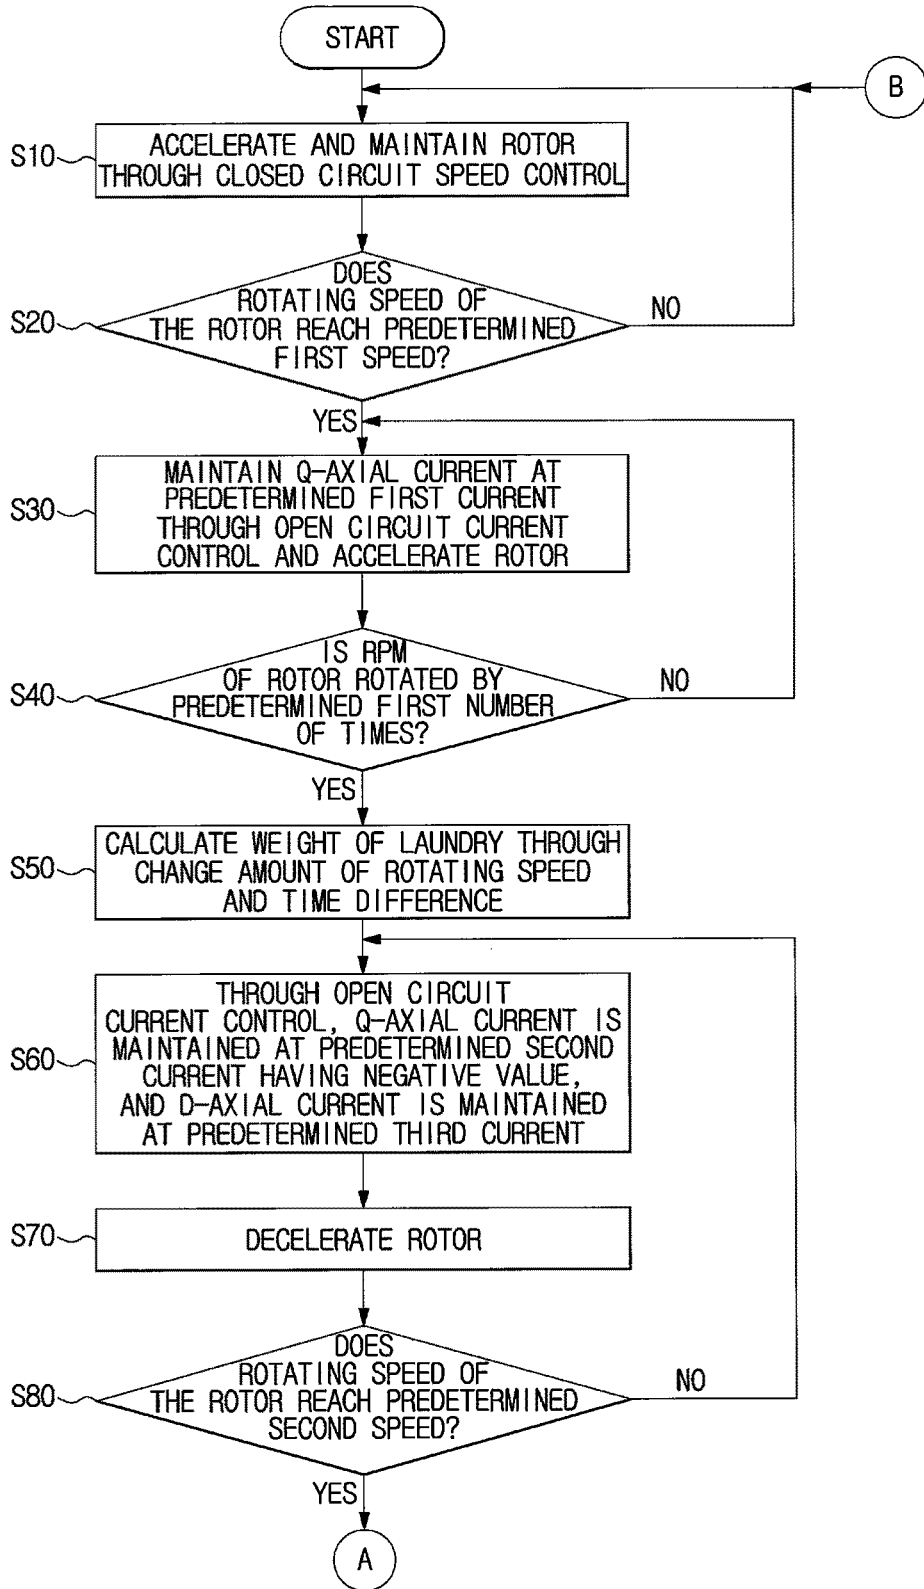 START
B
S10
ACCELERATE AND MAINTAIN ROTOR
THROUGH CLOSED CIRCUIT SPEED CONTROL
DOES
ROTATING SPEED OF
S20
THE ROTOR REACH PREDETERMINED
FIRST SPEED?
NO
YES
S30
MAINTAIN Q-AXIAL CURRENT AT
PREDETERMINED FIRST CURRENT
THROUGH OPEN CIRCUIT CURRENT
CONTROL AND ACCELERATE ROTOR
IS RPM
OF ROTOR ROTATED BY
S40
PREDETERMINED FIRST NUMBER
OF TIMES?
NO
YES
S50
CALCULATE WEIGHT OF LAUNDRY THROUGH
CHANGE AMOUNT OF ROTATING SPEED
AND TIME DIFFERENCE
S60
THROUGH OPEN CIRCUIT
CURRENT CONTROL, Q-AXIAL CURRENT IS
MAINTAINED AT PREDETERMINED SECOND
CURRENT HAVING NEGATIVE VALUE,
AND D-AXIAL CURRENT IS MAINTAINED
AT PREDETERMINED THIRD CURRENT
S70
DECELERATE ROTOR
DOES
ROTATING SPEED OF
S80
THE ROTOR REACH PREDETERMINED
SECOND SPEED?
NO
YES
A